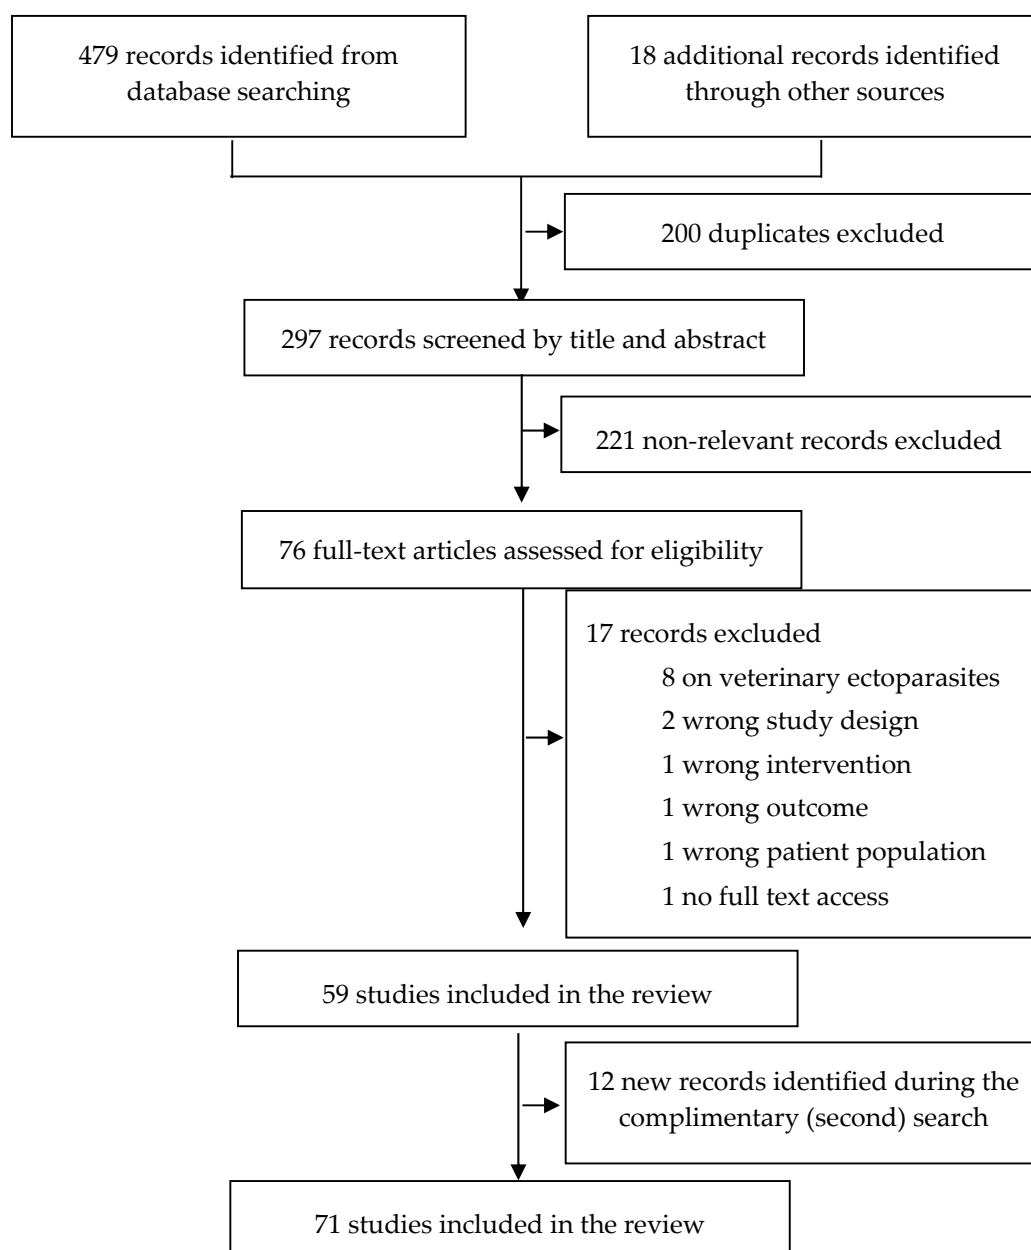 479 records identified from
database searching
18 additional records identified
through other sources
200 duplicates excluded
297 records screened by title and abstract
221 non-relevant records excluded
76 full-text articles assessed for eligibility
17 records excluded
8 on veterinary ectoparasites
2 wrong study design
1 wrong intervention
1 wrong outcome
1 wrong patient population
1 no full text access
59 studies included in the review
12 new records identified during the
complimentary (second) search
71 studies included in the review